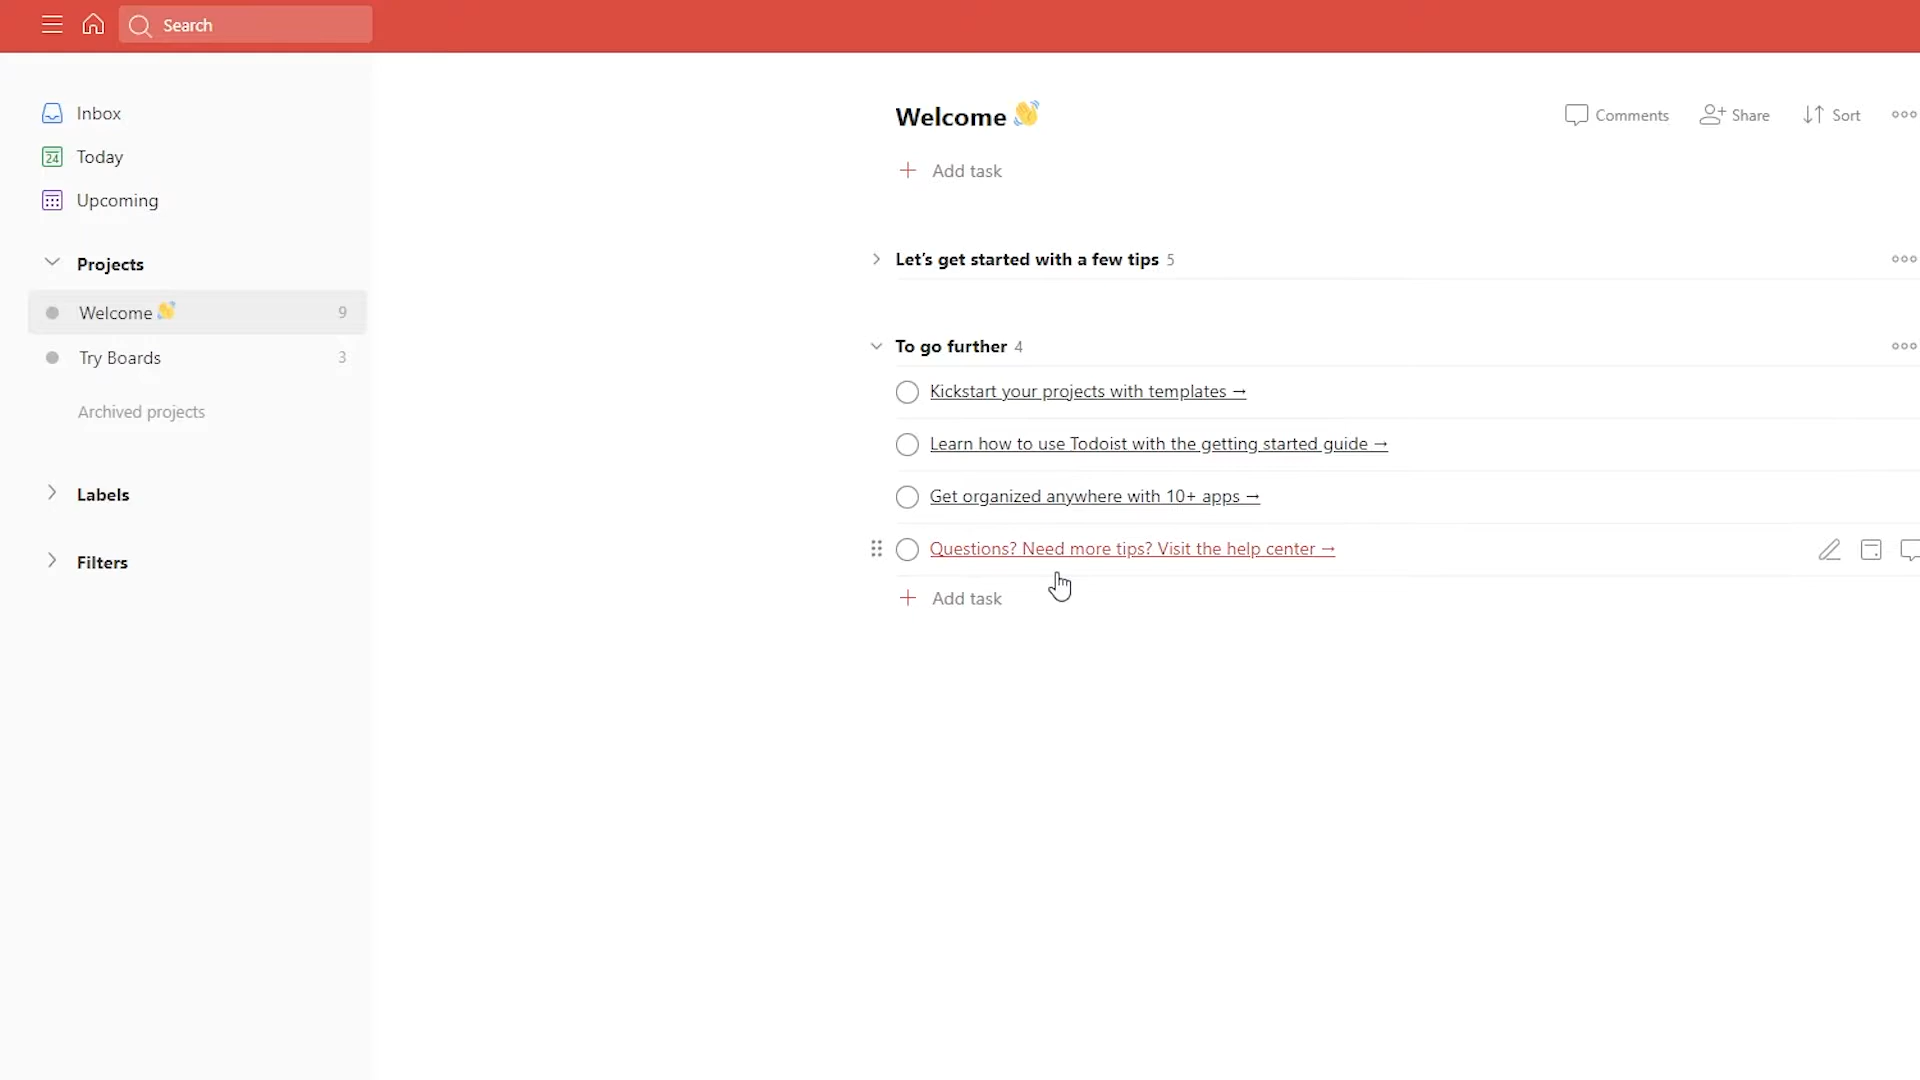 Search
Inbox
24
Today
Upcoming
Projects
Welcome 👋 9
Try Boards 3
Archived projects
Labels
Filters
Welcome 👋
Comments
Share
Sort
+ Add task
Let's get started with a few tips 5
To go further 4
Kickstart your projects with templates →
Learn how to use Todoist with the getting started guide →
Get organized anywhere with 10+ apps →
Questions? Need more tips? Visit the help center →
+ Add task